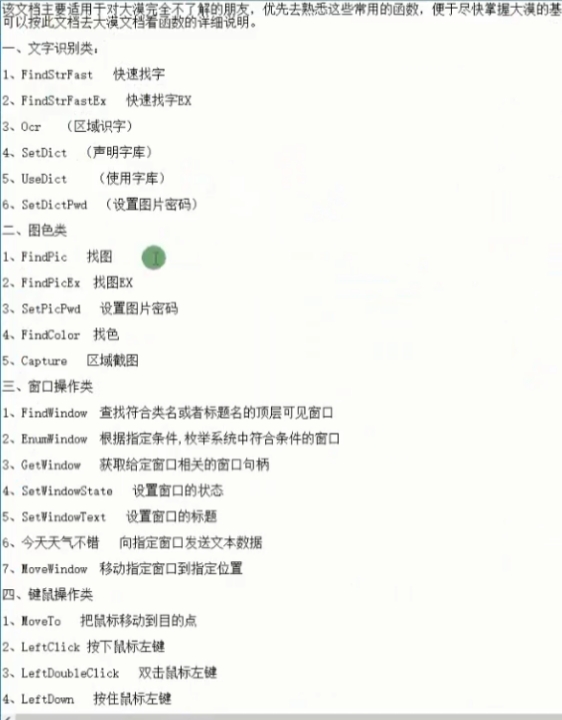 该文档主要适用于对大漠完全不了解的朋友, 优先去熟悉这些常用的函数, 便于尽快掌握大漠的基
可以按此文档去大漠文档看函数的详细说明。
一、文字识别类;
1、FindStrFast 快速找字
2、FindStrFastEx 快速找字EX
3、Ocr (区域识字)
4、SetDict (声明字库)
5、UseDict (使用字库)
6、SetDictPwd (设置图片密码)
二、图色类
1、FindPic 找图
2、FindPicEx 找图EX
3、SetPicPwd 设置图片密码
4、FindColor 找色
5、Capture 区域截图
三、窗口操作类
1、FindWindow 查找符合类名或者标题名的顶层可见窗口
2、EnumWindow 根据指定条件,枚举系统中符合条件的窗口
3、GetWindow 获取给定窗口相关的窗口句柄
4、SetWindowState 设置窗口的状态
5、SetWindowText 设置窗口的标题
6、今天天气不错 向指定窗口发送文本数据
7、MoveWindow 移动指定窗口到指定位置
四、键鼠操作类
1、MoveTo 把鼠标移动到目的点
2、LeftClick 按下鼠标左键
3、LeftDoubleClick 双击鼠标左键
4、LeftDown 按住鼠标左键